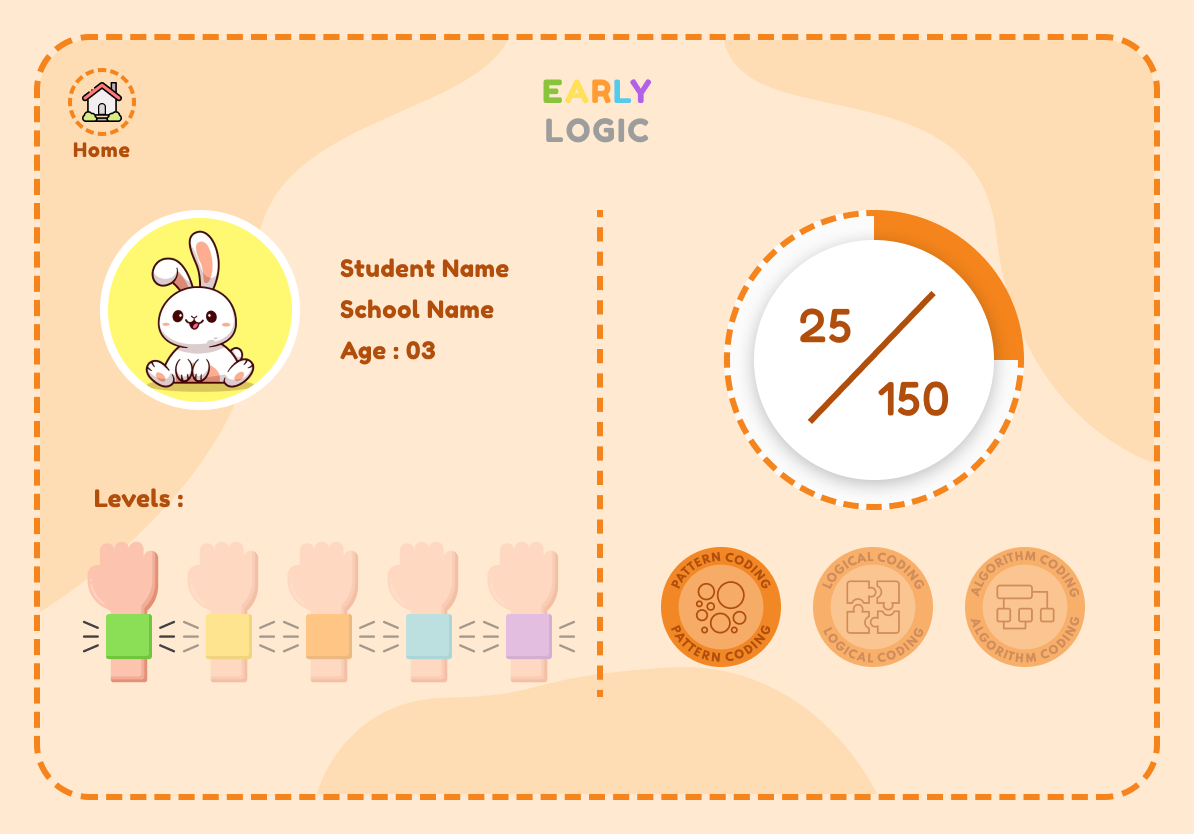 EARLY
LOGIC
Home
Student Name
School Name
Age : 03
25
150
Levels :
PATTERN CODING
PATTERN CODING
LOGICAL CODING
LOGICAL CODING
ALGORITHM CODING
ALGORITHM CODING